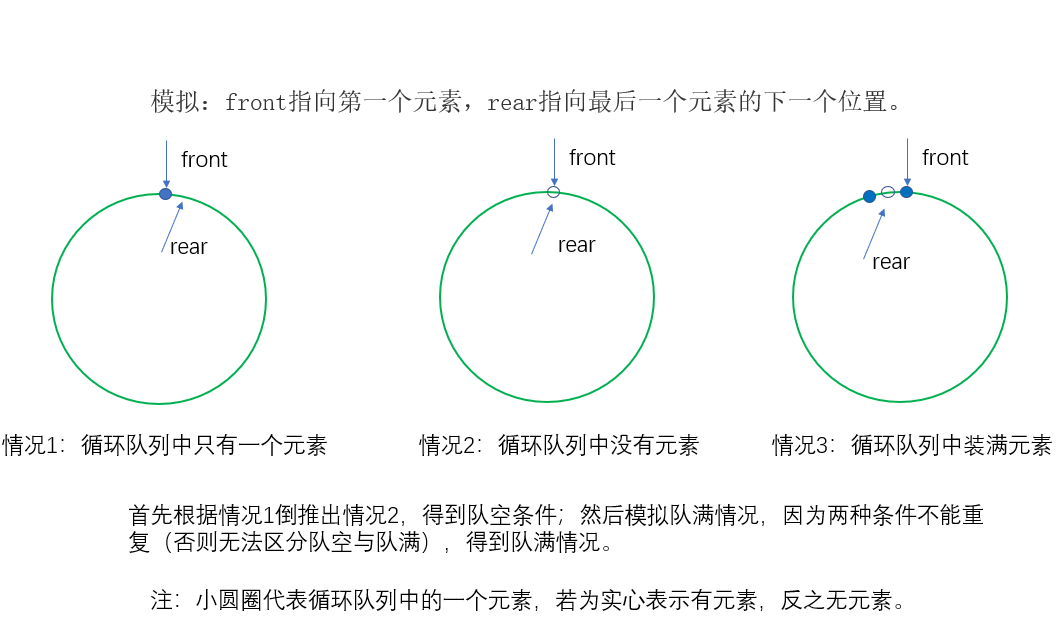 模拟：front指向第一个元素，rear指向最后一个元素的下一个位置。
front
front
front
rear
rear
rear
情况1：循环队列中只有一个元素
情况2：循环队列中没有元素
情况3：循环队列中装满元素
首先根据情况1倒推出情况2，得到队空条件；然后模拟队满情况，因为两种条件不能重
复（否则无法区分队空与队满），得到队满情况。
注：小圆圈代表循环队列中的一个元素，若为实心表示有元素，反之无元素。